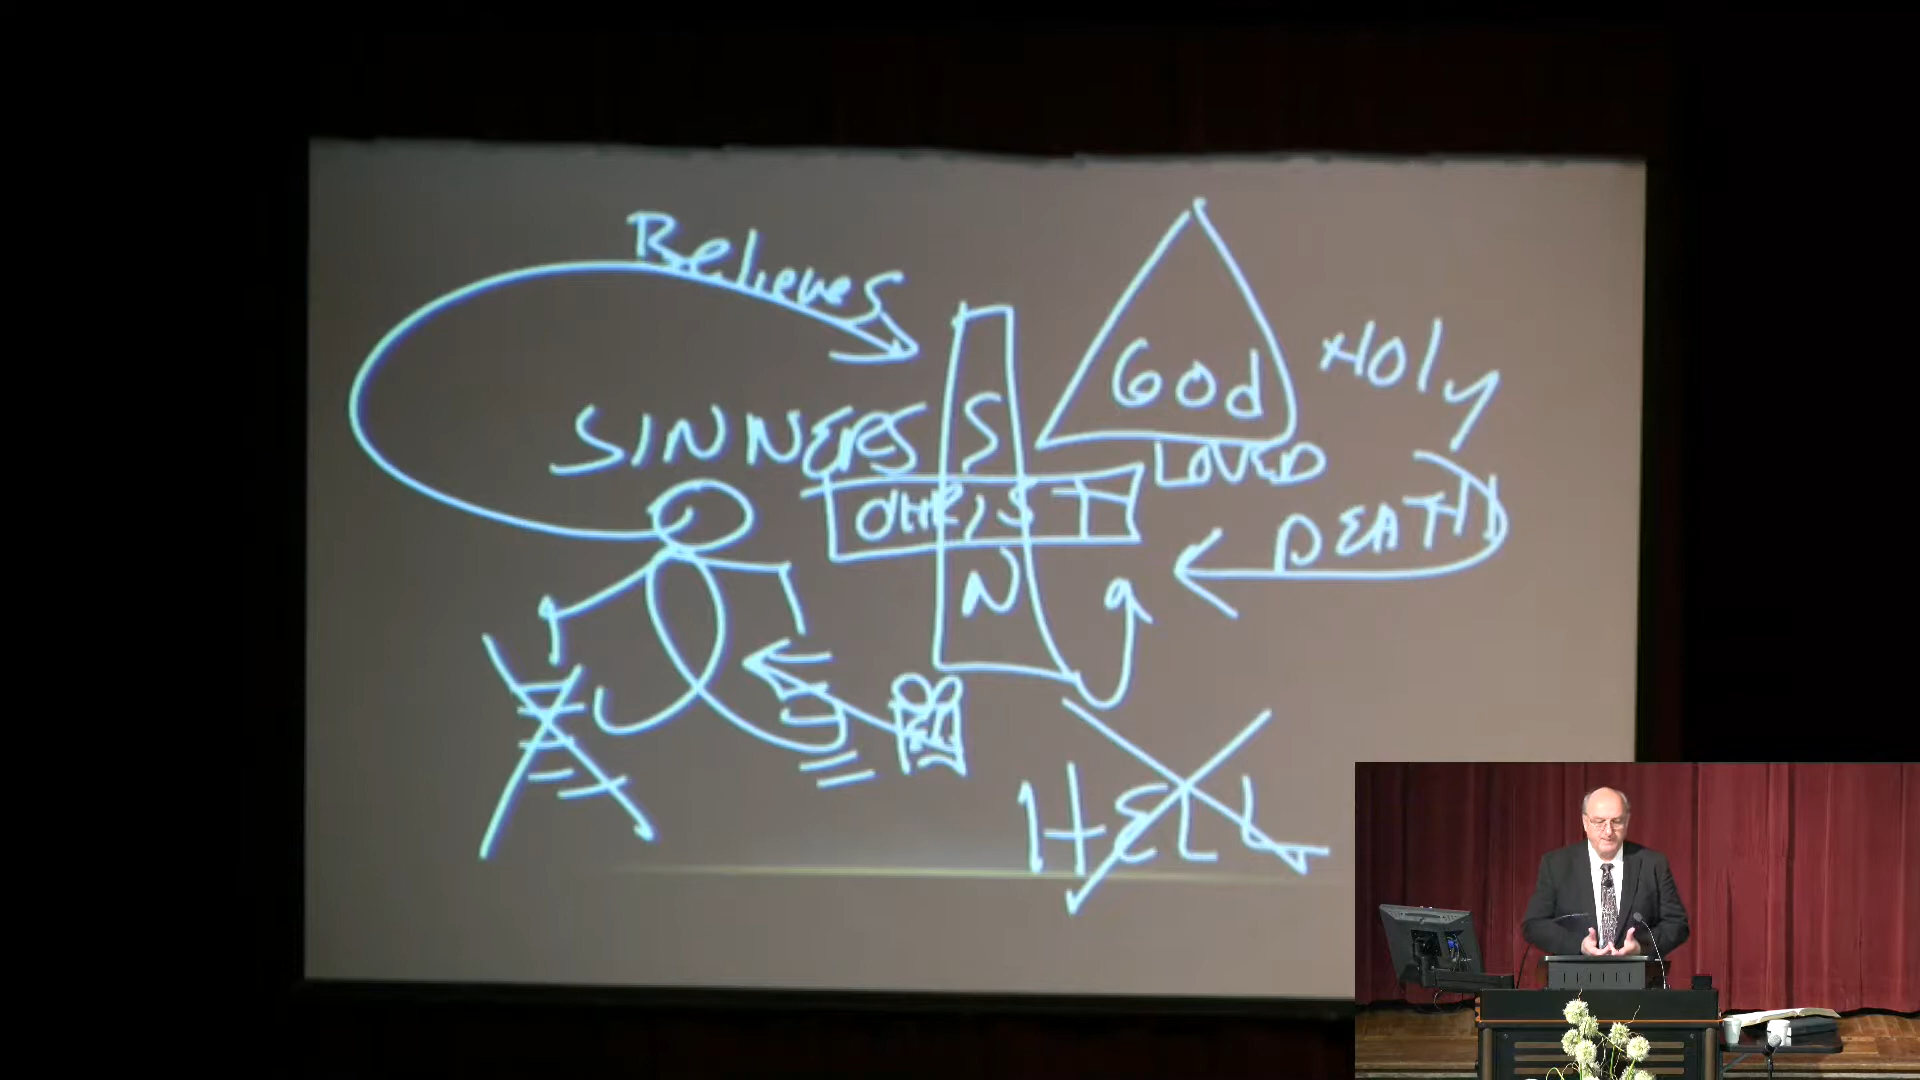 Believes
God
Holy
SINNERS
LOVED
S
CHRIST
DEATH
N
HELL